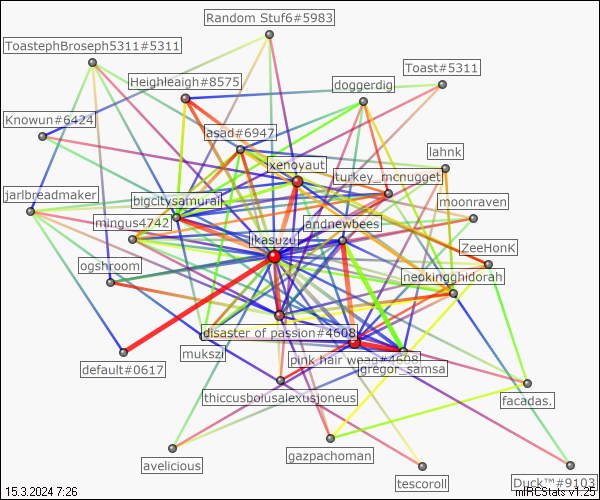 Random Stuf6#5983
ToastephBroseph5311#5311
Toast#5311
Heighleaigh#8575
doggerdig
Knowun#6424
asad#6947
lahnk
xenoyaut
turkey_mcnugget
jarlbreadmaker
bigcitysamurai
moonraven
mingus4742
andnewbees
jkasuzu
ZeeHonK
ogshroom
neokingghidorah
disaster of passion#4608
mukszi
pink hair weag#4608
default#0617
gregor_samsa
thiccusbolusalexusjoneus
facadas.
gazpachoman
avelicious
tescoroll
Duck™#9103
15.3.2024 7:26
mIRCStats v1.25